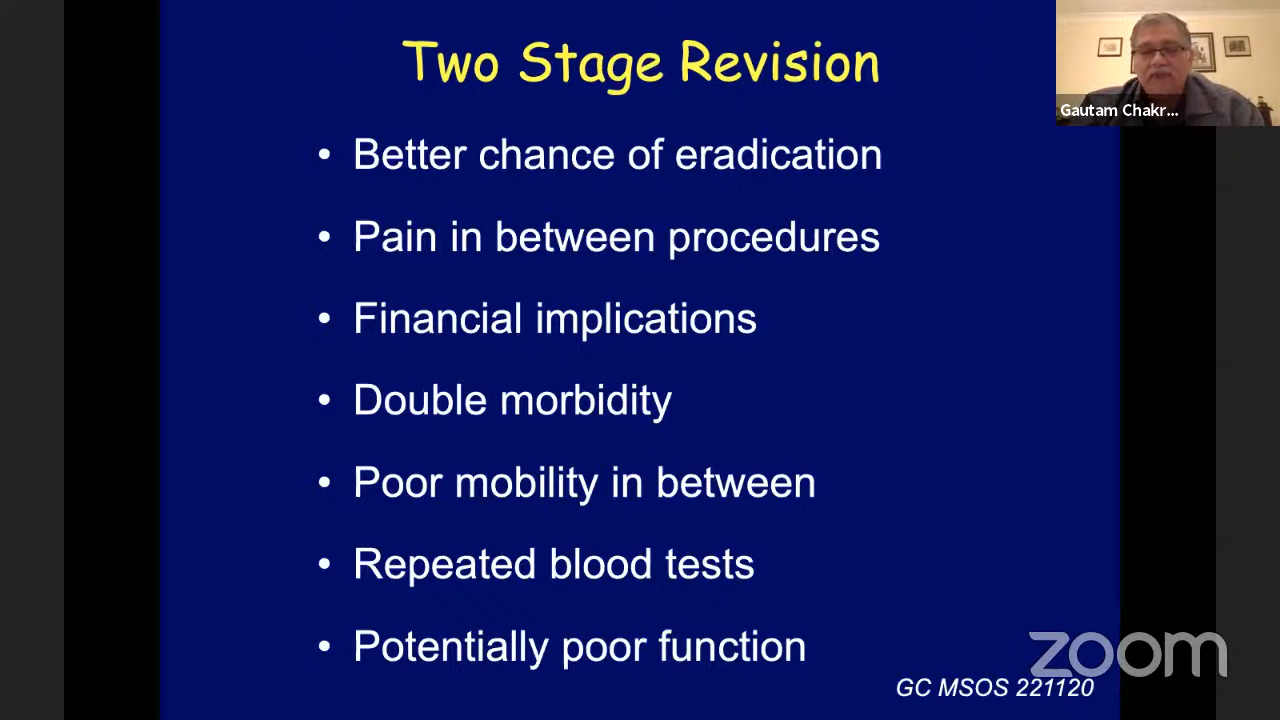 Two Stage Revision
Gautam Chakr...
• Better chance of eradication
• Pain in between procedures
• Financial implications
• Double morbidity
• Poor mobility in between
• Repeated blood tests
• Potentially poor function
zoom
GC MSOS 221120